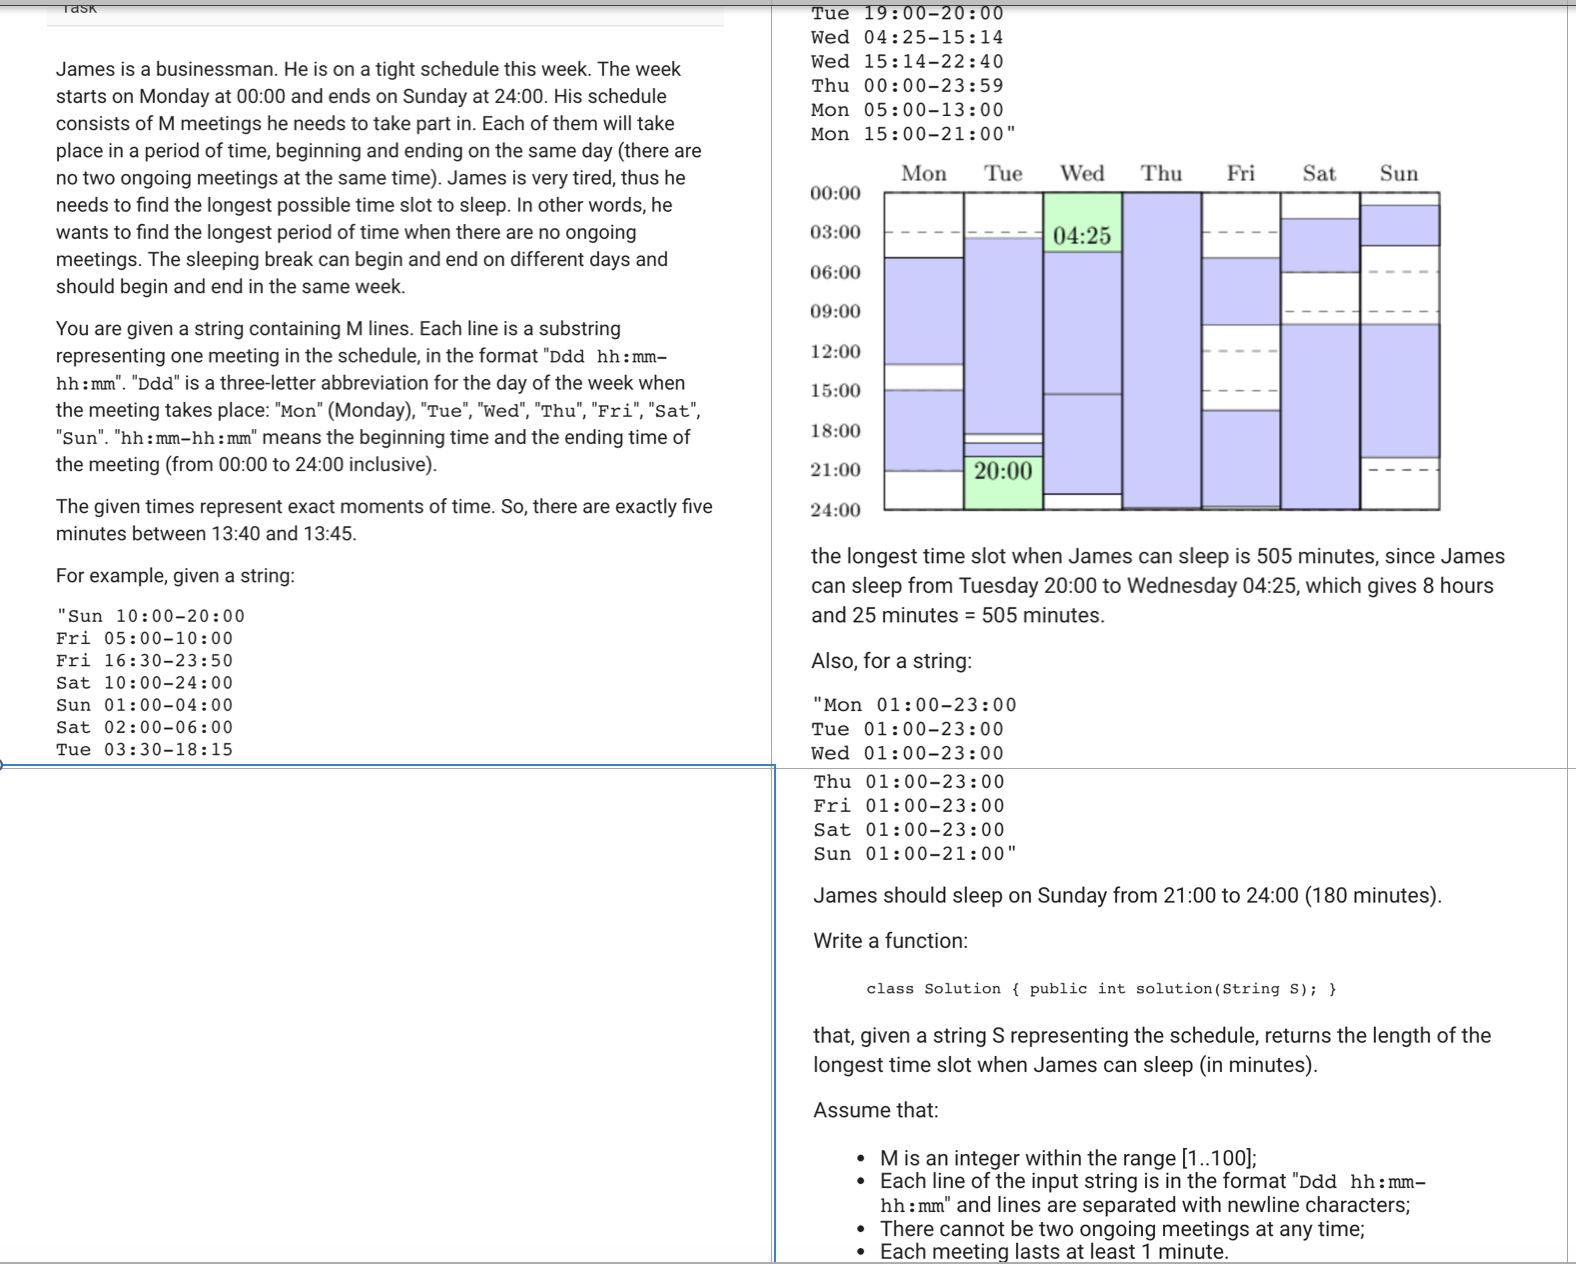 Task
James is a businessman. He is on a tight schedule this week. The week
starts on Monday at 00:00 and ends on Sunday at 24:00. His schedule
consists of M meetings he needs to take part in. Each of them will take
place in a period of time, beginning and ending on the same day (there are
no two ongoing meetings at the same time). James is very tired, thus he
needs to find the longest possible time slot to sleep. In other words, he
wants to find the longest period of time when there are no ongoing
meetings. The sleeping break can begin and end on different days and
should begin and end in the same week.
You are given a string containing M lines. Each line is a substring
representing one meeting in the schedule, in the format "Ddd hh:mm-
hh:mm". "Ddd" is a three-letter abbreviation for the day of the week when
the meeting takes place: "Mon" (Monday), "Tue", "Wed", "Thu", "Fri", "Sat",
"Sun". "hh:mm-hh:mm" means the beginning time and the ending time of
the meeting (from 00:00 to 24:00 inclusive).
The given times represent exact moments of time. So, there are exactly five
minutes between 13:40 and 13:45.
For example, given a string:
"Sun 10:00-20:00
Fri 05:00-10:00
Fri 16:30-23:50
Sat 10:00-24:00
Sun 01:00-04:00
Sat 02:00-06:00
Tue 03:30-18:15
Tue 19:00-20:00
Wed 04:25-15:14
Wed 15:14-22:40
Thu 00:00-23:59
Mon 05:00-13:00
Mon 15:00-21:00"
Mon Tue Wed Thu Fri Sat Sun
00:00
03:00
04:25
06:00
09:00
12:00
15:00
18:00
21:00
20:00
24:00
the longest time slot when James can sleep is 505 minutes, since James
can sleep from Tuesday 20:00 to Wednesday 04:25, which gives 8 hours
and 25 minutes = 505 minutes.
Also, for a string:
"Mon 01:00-23:00
Tue 01:00-23:00
Wed 01:00-23:00
Thu 01:00-23:00
Fri 01:00-23:00
Sat 01:00-23:00
Sun 01:00-21:00"
James should sleep on Sunday from 21:00 to 24:00 (180 minutes).
Write a function:
class Solution { public int solution(String S); }
that, given a string S representing the schedule, returns the length of the
longest time slot when James can sleep (in minutes).
Assume that:
• M is an integer within the range [1..100];
• Each line of the input string is in the format "Ddd hh:mm-
hh:mm" and lines are separated with newline characters;
• There cannot be two ongoing meetings at any time;
• Each meeting lasts at least 1 minute.